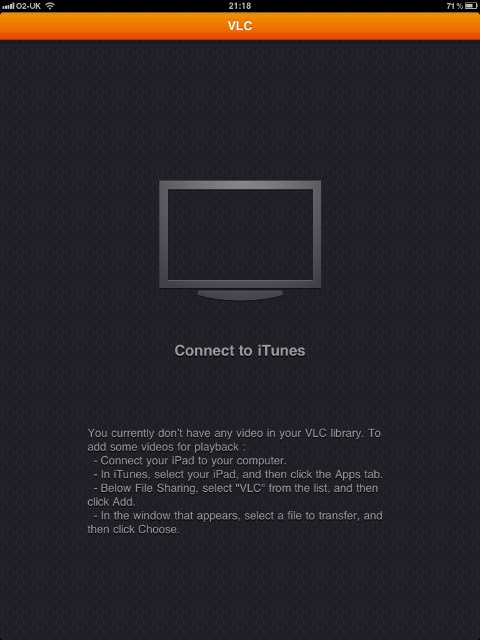 O2-UK 21:18 71 %
VLC
Connect to iTunes
You currently don't have any video in your VLC library. To
add some videos for playback :
- Connect your iPad to your computer.
- In iTunes, select your iPad, and then click the Apps tab.
- Below File Sharing, select "VLC" from the list, and then
click Add.
- In the window that appears, select a file to transfer, and
then click Choose.